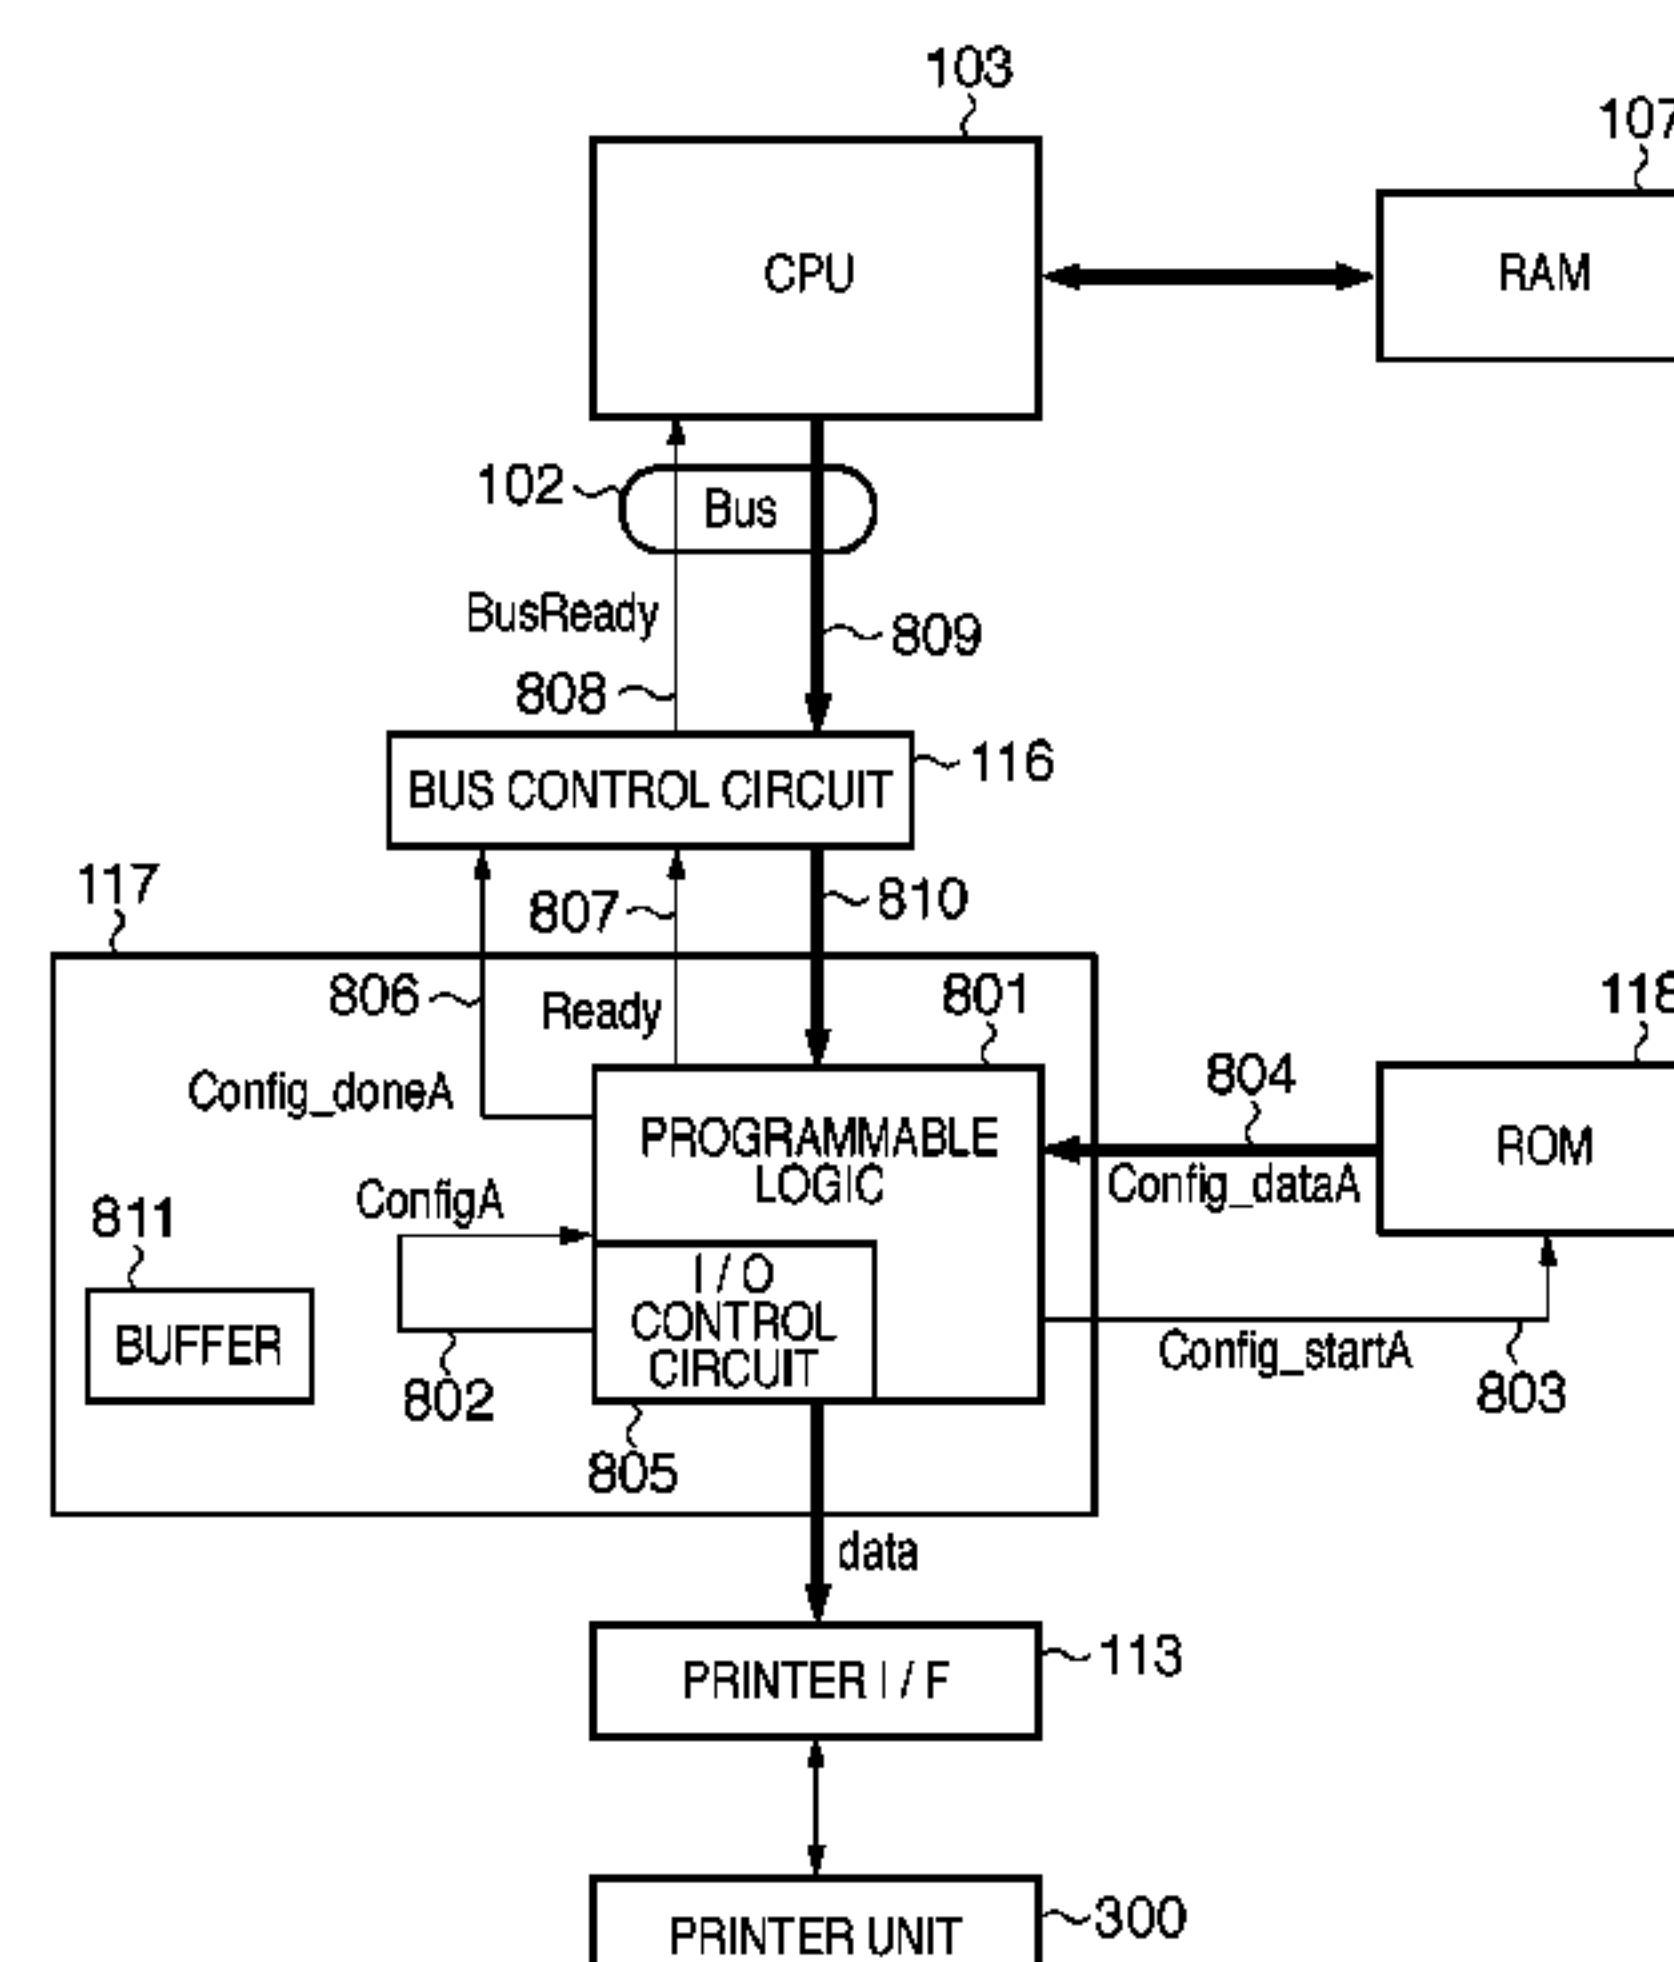 103
107
CPU
RAM
102
Bus
BusReady
809
808
BUS CONTROL CIRCUIT
116
117
807
810
806
Ready
801
118
Config_doneA
804
PROGRAMMABLE
LOGIC
ROM
Config_dataA
ConfigA
811
I / O
CONTROL
CIRCUIT
BUFFER
Config_startA
802
803
805
data
PRINTER I / F
113
PRINTER UNIT
300